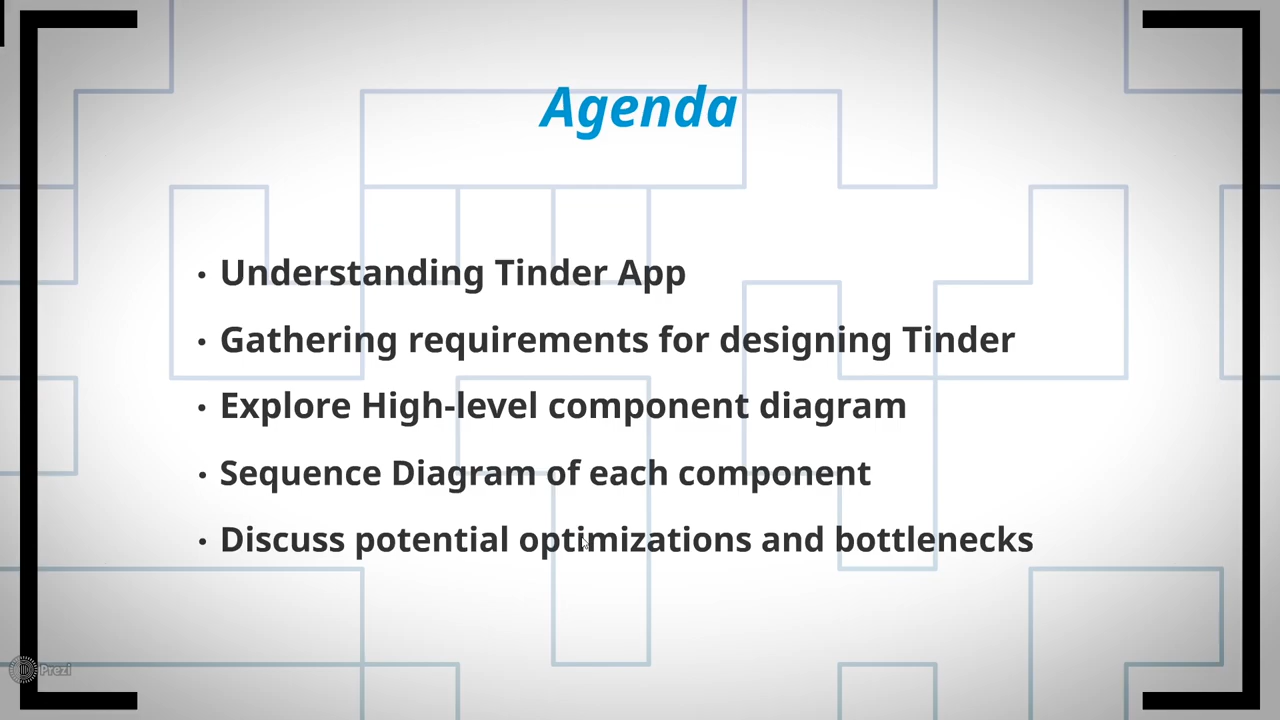 Agenda
• Understanding Tinder App
• Gathering requirements for designing Tinder
• Explore High-level component diagram
• Sequence Diagram of each component
• Discuss potential optimizations and bottlenecks
Prezi